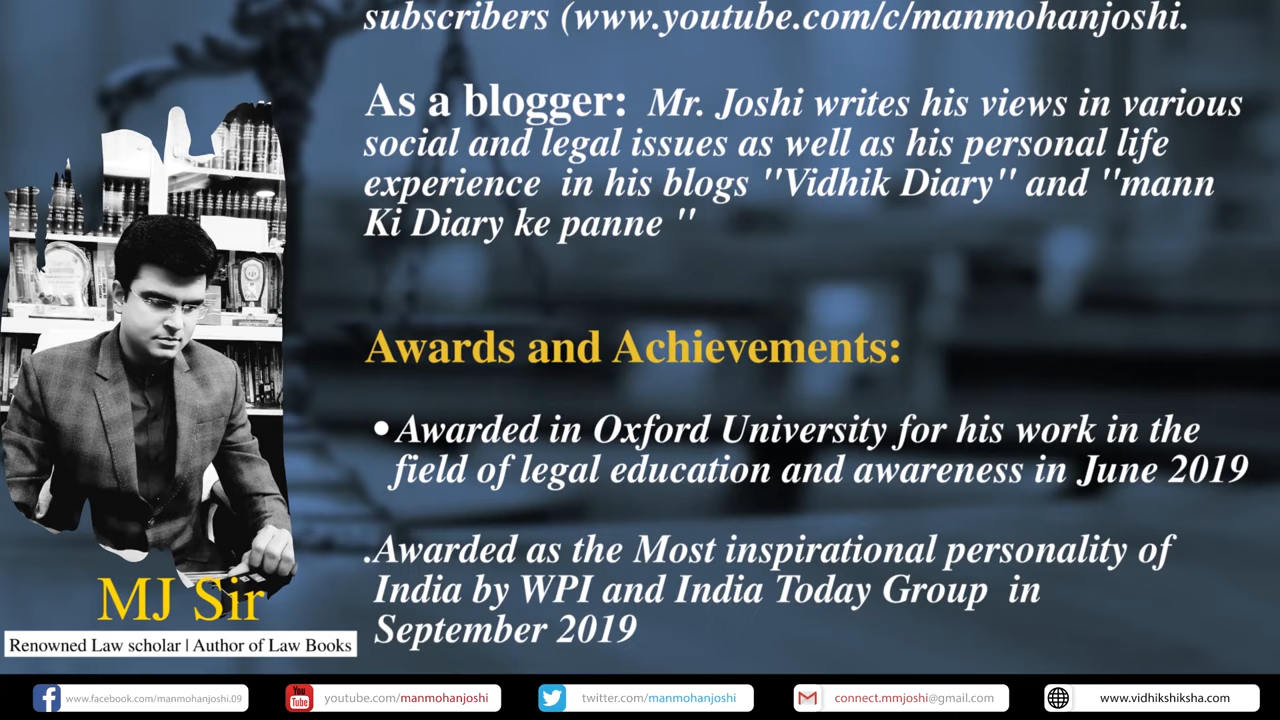 subscribers (www.youtube.com/c/manmohanjoshi.
As a blogger: Mr. Joshi writes his views in various
social and legal issues as well as his personal life
experience in his blogs "Vidhik Diary" and "mann
Ki Diary ke panne "
Awards and Achievements:
•Awarded in Oxford University for his work in the
field of legal education and awareness in June 2019
.Awarded as the Most inspirational personality of
India by WPI and India Today Group in
September 2019
MJ Sir
Renowned Law scholar | Author of Law Books
www.facebook.com/manmohanjoshi.09
You Tube
youtube.com/manmohanjoshi
twitter.com/manmohanjoshi
connect.mmjoshi@gmail.com
www.vidhikshiksha.com